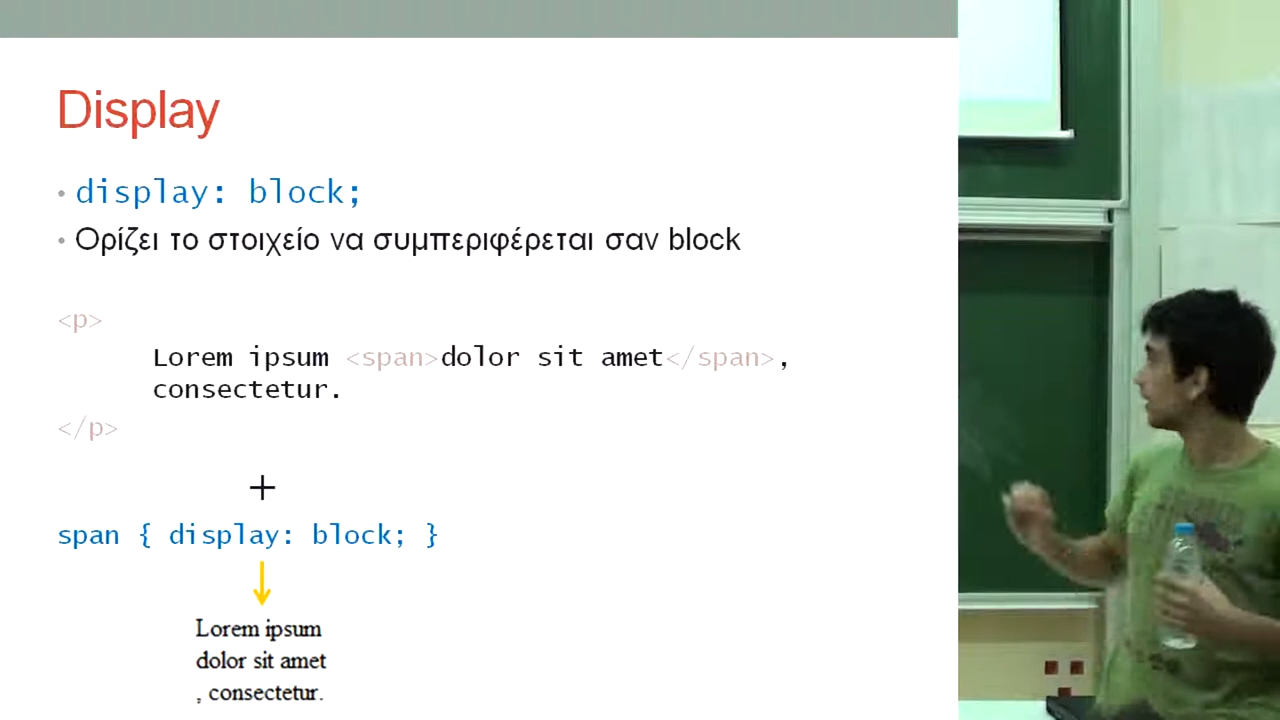 Display
• display: block;
• Ορίζει το στοιχείο να συμπεριφέρεται σαν block
<p>
Lorem ipsum <span>dolor sit amet</span>,
consectetur.
</p>
+
span { display: block; }
Lorem ipsum
dolor sit amet
, consectetur.